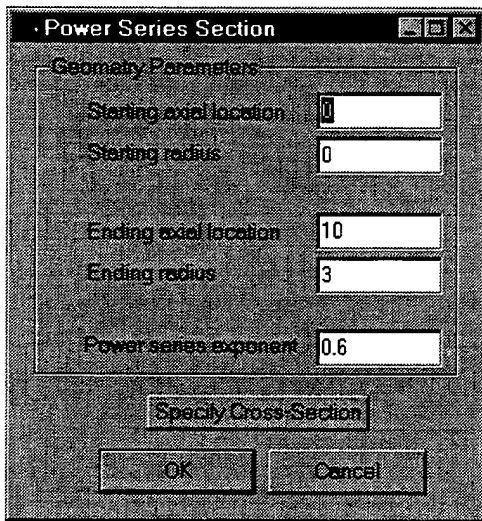 Power Series Section
Geometry Parameters
Starting axial location 0
Starting radius 0
Ending axial location 10
Ending radius 3
Power series exponent 0.6
Specify Cross-Section
OK Cancel